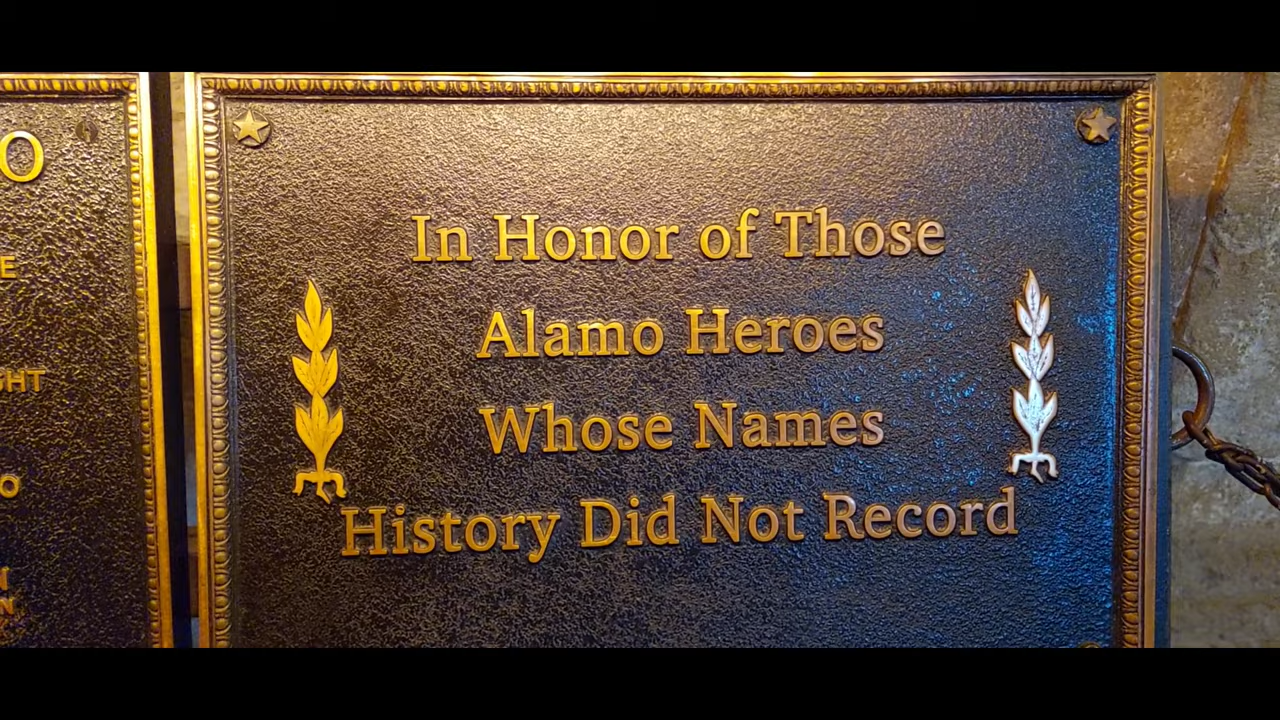 In Honor of Those
Alamo Heroes
Whose Names
History Did Not Record